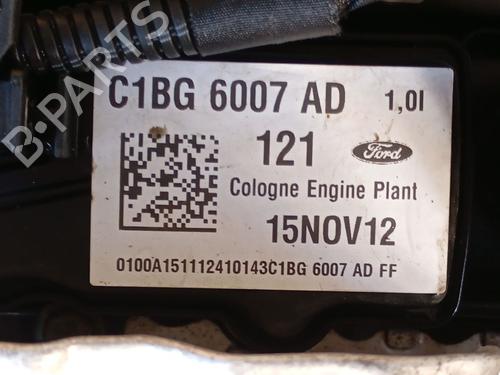 B-PARTS
C1BG 6007 AD 1,0l
121 Ford
Cologne Engine Plant
15NOV12
0100A151112410143C1BG 6007 AD FF